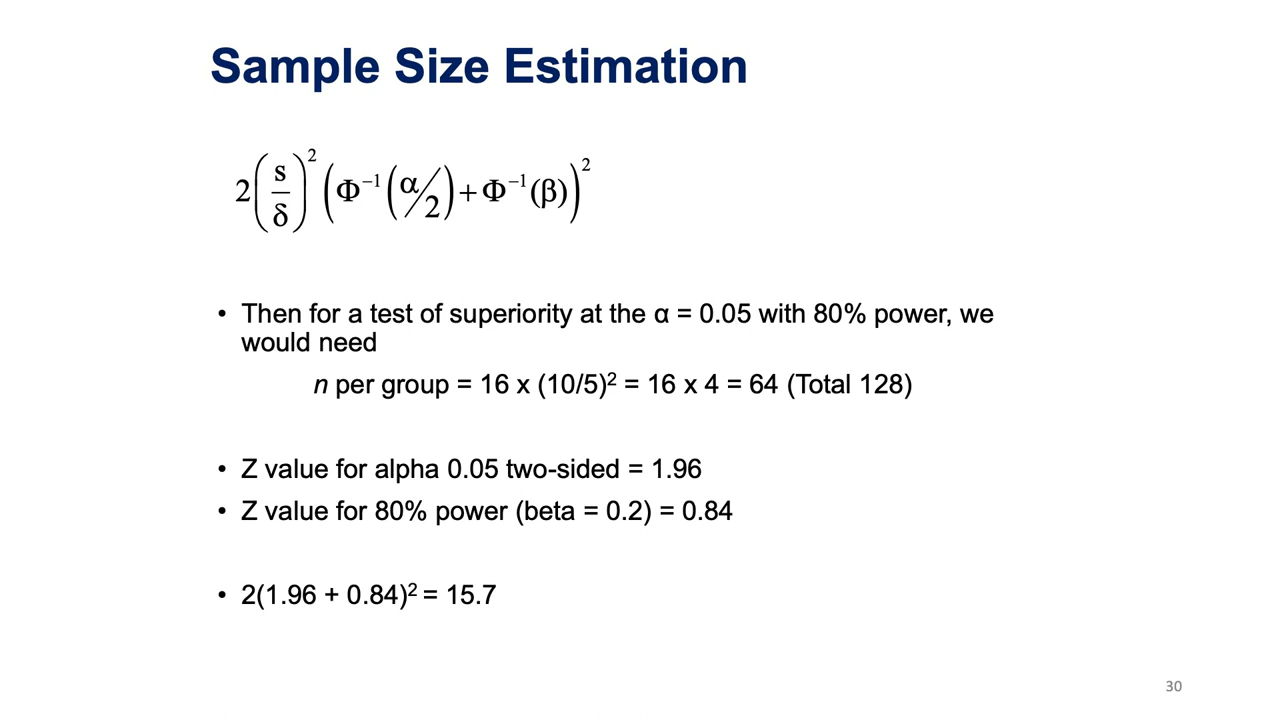 Sample Size Estimation
2(s/δ)² (Φ⁻¹(α/2)+Φ⁻¹(β))²
• Then for a test of superiority at the α = 0.05 with 80% power, we
would need
n per group = 16 x (10/5)² = 16 x 4 = 64 (Total 128)
• Z value for alpha 0.05 two-sided = 1.96
• Z value for 80% power (beta = 0.2) = 0.84
• 2(1.96 + 0.84)² = 15.7
30